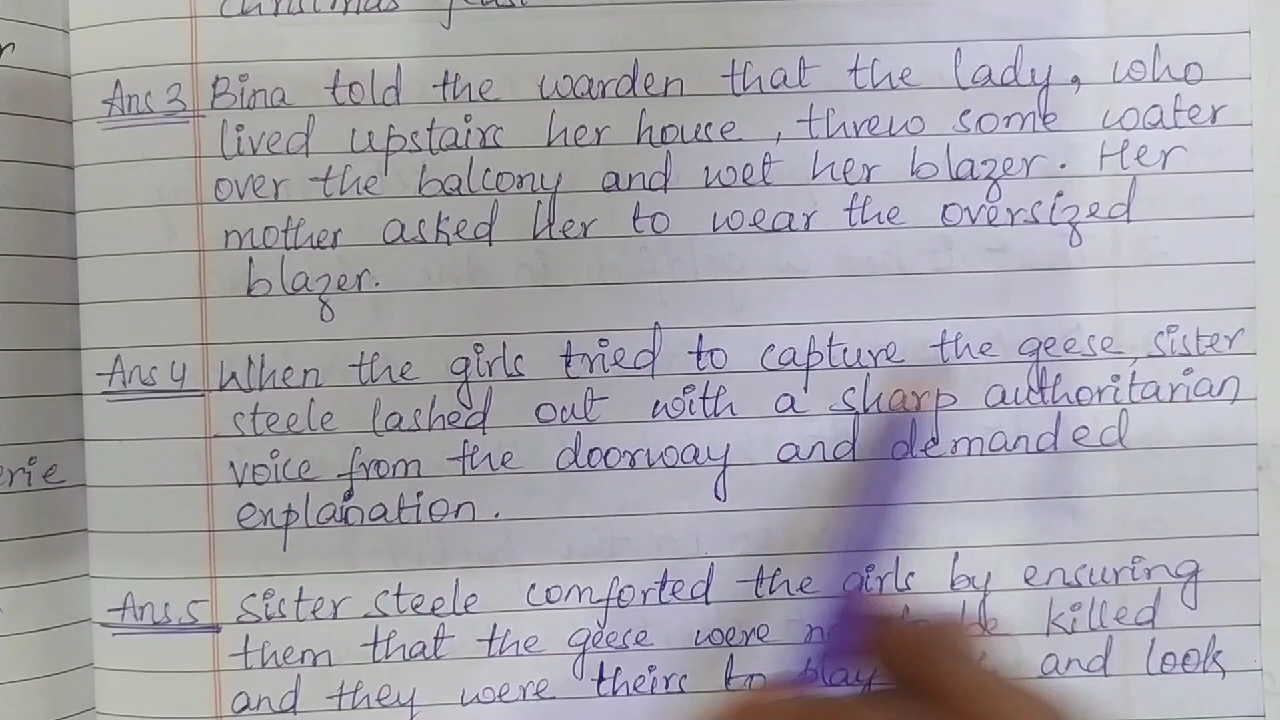 Christmas
Ans 3 Bina told the warden that the lady, who
lived upstairs her house, threw some water
over the balcony and wet her blazer. Her
mother asked Her to wear the oversized
blazer.
Ans 4 When the girls tried to capture the geese, sister
steele lashed out with a sharp authoritarian
voice from the doorway and demanded
erie
explanation.
Ans.5 Sister steele comforted the girls by ensuring
them that the geese were killed
and they were theirs to play and look